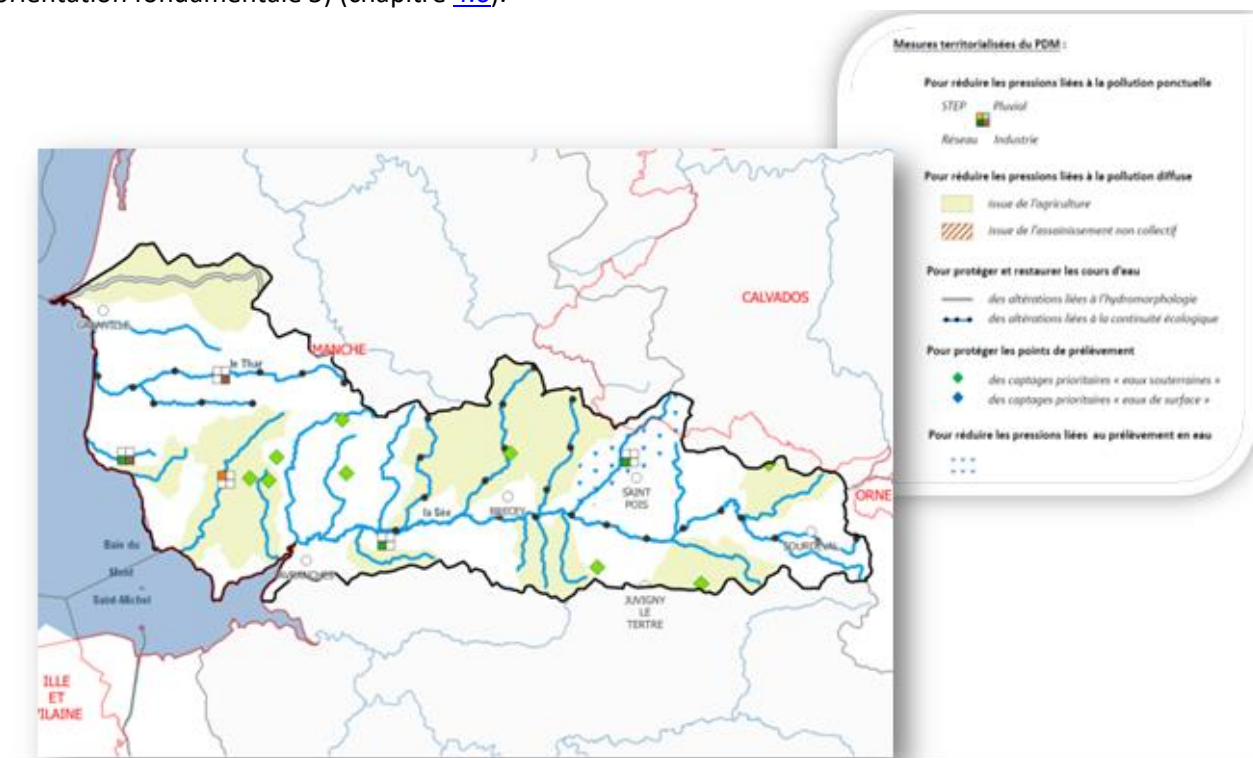 orientation fondamentale 5) (chapitre 4.6).
Mesures territorialisées du PDM :
Pour réduire les pressions liées à la pollution ponctuelle
STEP Pluvial
Réseau Industrie
Pour réduire les pressions liées à la pollution diffuse
issue de l'agriculture
issue de l'assainissement non collectif
Pour protéger et restaurer les cours d'eau
des altérations liées à l'hydromorphologie
des altérations liées à la continuité écologique
Pour protéger les points de prélèvement
des captages prioritaires « eaux souterraines »
des captages prioritaires « eaux de surface »
Pour réduire les pressions liées au prélèvement en eau
CALVADOS
GRANVILLE
MANCHE
le Thar
SAINT
POIS
ORNE
la Sée
BRECEY
SOURDEVAL
Baie du
Mont
Saint-Michel
AVRANCHES
JUVIGNY
LE
TERTRE
ILLE
ET
VILAINE